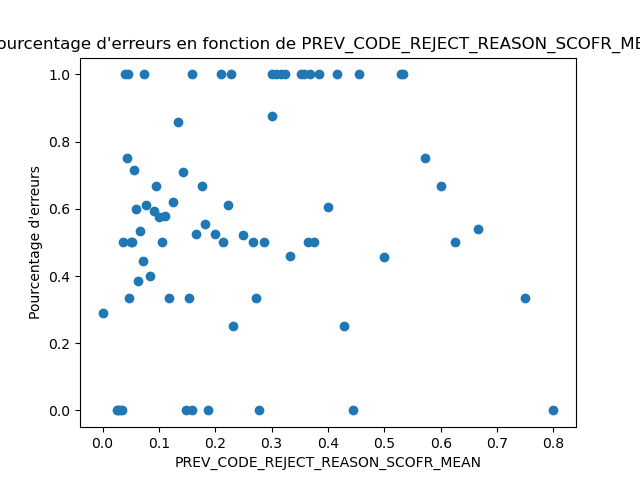 ourcentage d'erreurs en fonction de PREV_CODE_REJECT_REASON_SCOFR_ME
1.0
0.8
0.6
0.4
0.2
0.0
Pourcentage d'erreurs
0.0 0.1 0.2 0.3 0.4 0.5 0.6 0.7 0.8
PREV_CODE_REJECT_REASON_SCOFR_MEAN